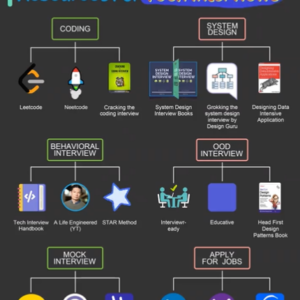 CODING
SYSTEM
DESIGN
Leetcode
Neetcode
Cracking the
coding interview
System Design
Interview Books
Grokking the
system design
interview by
Design Guru
Designing Data
Intensive
Application
BEHAVIORAL
INTERVIEW
OOD
INTERVIEW
Tech Interview
Handbook
A Life Engineered
(YT)
STAR Method
Interviewr-
eady
Educative
Head First
Design
Patterns Book
MOCK
INTERVIEW
APPLY
FOR JOBS